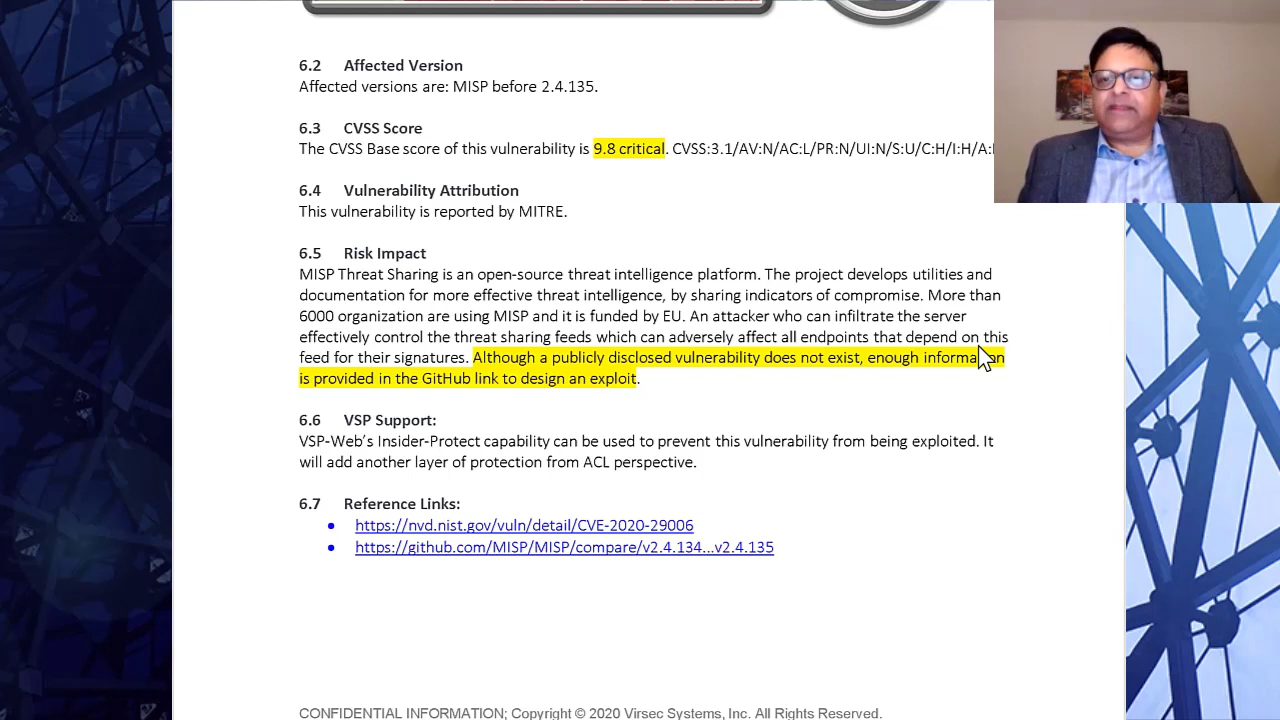 6.2 Affected Version
Affected versions are: MISP before 2.4.135.
6.3 CVSS Score
The CVSS Base score of this vulnerability is 9.8 critical. CVSS:3.1/AV:N/AC:L/PR:N/UI:N/S:U/C:H/I:H/A:
6.4 Vulnerability Attribution
This vulnerability is reported by MITRE.
6.5 Risk Impact
MISP Threat Sharing is an open-source threat intelligence platform. The project develops utilities and
documentation for more effective threat intelligence, by sharing indicators of compromise. More than
6000 organization are using MISP and it is funded by EU. An attacker who can infiltrate the server
effectively control the threat sharing feeds which can adversely affect all endpoints that depend on this
feed for their signatures. Although a publicly disclosed vulnerability does not exist, enough information
is provided in the GitHub link to design an exploit.
6.6 VSP Support:
VSP-Web’s Insider-Protect capability can be used to prevent this vulnerability from being exploited. It
will add another layer of protection from ACL perspective.
6.7 Reference Links:
• https://nvd.nist.gov/vuln/detail/CVE-2020-29006
• https://github.com/MISP/MISP/compare/v2.4.134...v2.4.135
CONFIDENTIAL INFORMATION; Copyright © 2020 Virsec Systems, Inc. All Rights Reserved.